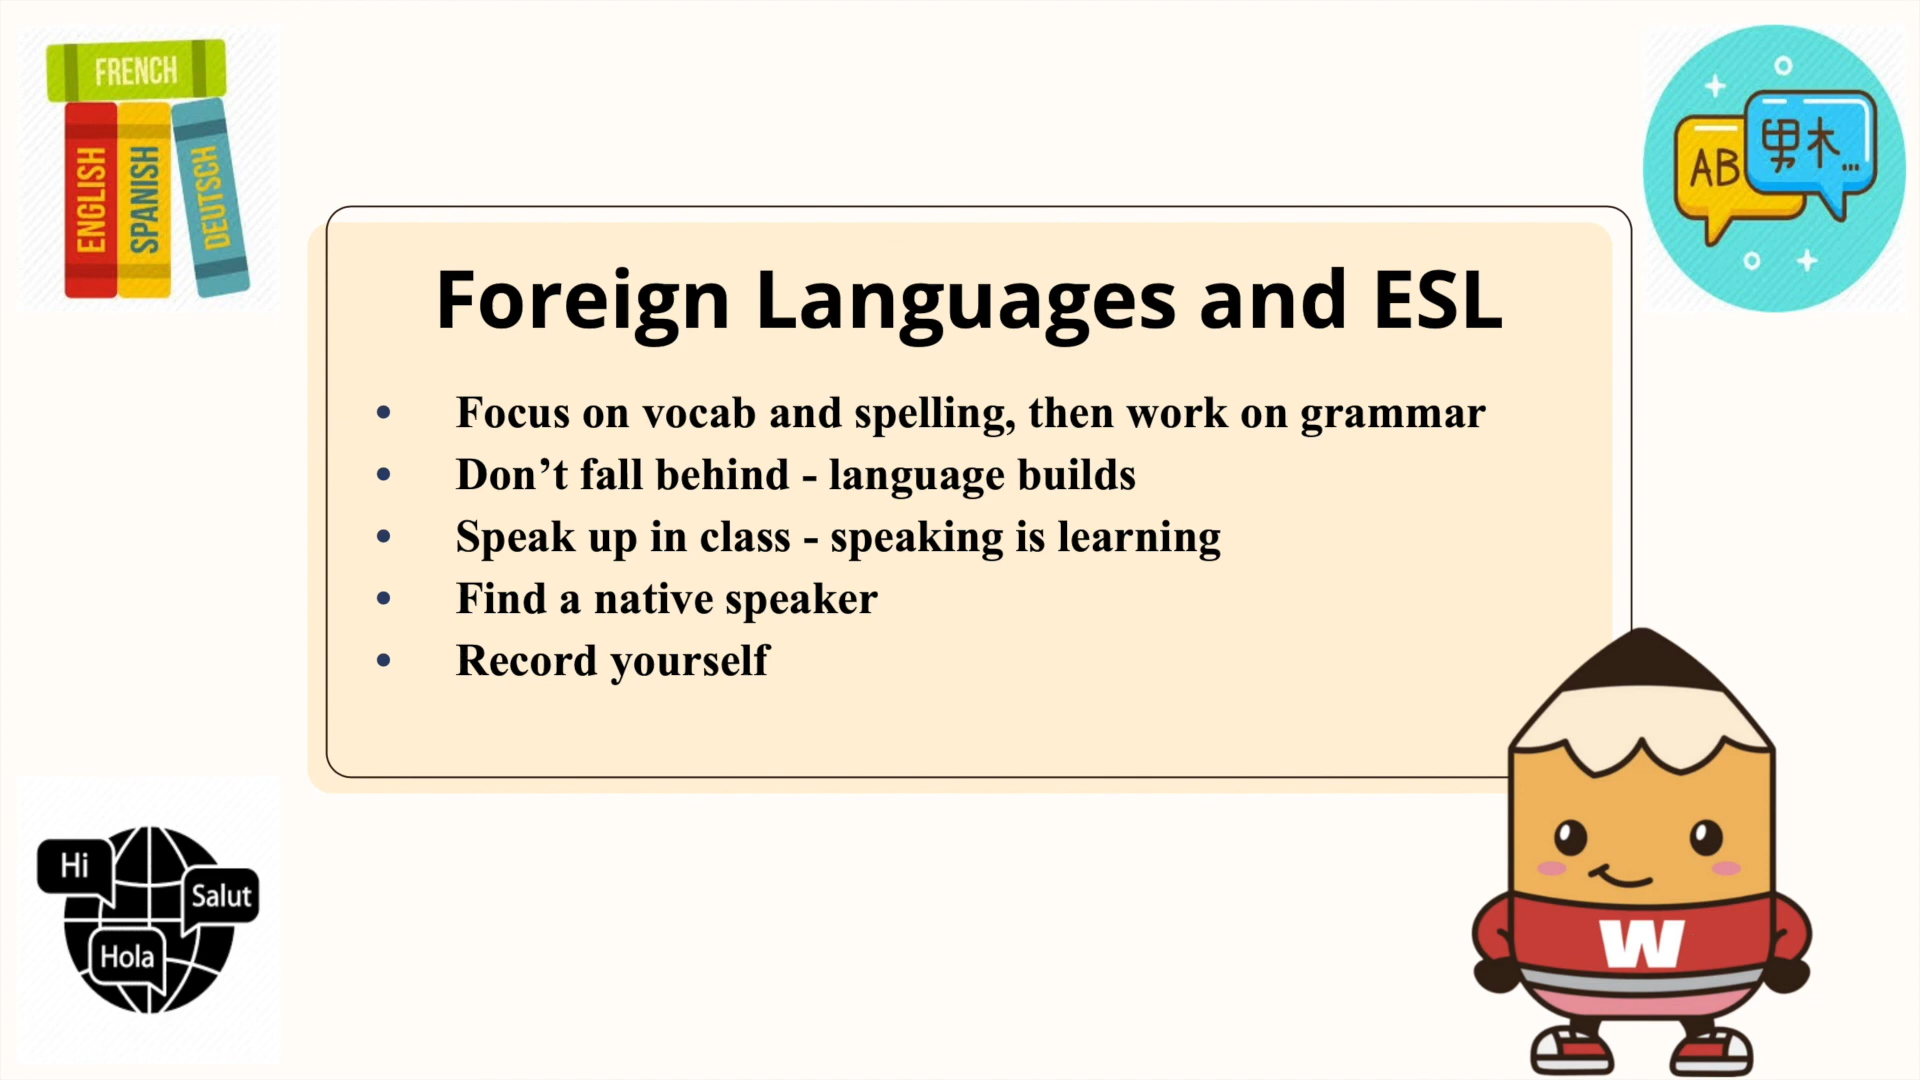 FRENCH
ENGLISH
SPANISH
DEUTSCH
AB
男木...
Foreign Languages and ESL
• Focus on vocab and spelling, then work on grammar
• Don’t fall behind - language builds
• Speak up in class - speaking is learning
• Find a native speaker
• Record yourself
Hi
Salut
Hola
W